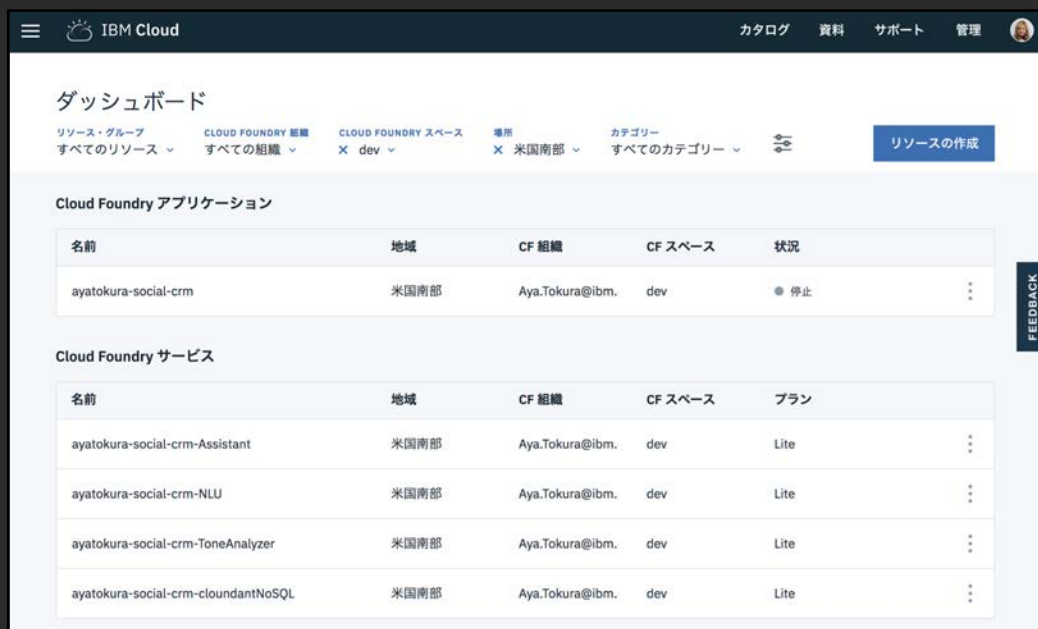 IBM Cloud カタログ 資料 サポート 管理
ダッシュボード
リソース・グループ CLOUD FOUNDRY 組織 CLOUD FOUNDRY スペース 場所 カテゴリー
すべてのリソース すべての組織 × dev × 米国南部 すべてのカテゴリー リソースの作成
Cloud Foundry アプリケーション
名前 地域 CF 組織 CF スペース 状況
ayatokura-social-crm 米国南部 Aya.Tokura@ibm. dev 停止
FEEDBACK
Cloud Foundry サービス
名前 地域 CF 組織 CF スペース プラン
ayatokura-social-crm-Assistant 米国南部 Aya.Tokura@ibm. dev Lite
ayatokura-social-crm-NLU 米国南部 Aya.Tokura@ibm. dev Lite
ayatokura-social-crm-ToneAnalyzer 米国南部 Aya.Tokura@ibm. dev Lite
ayatokura-social-crm-cloundantNoSQL 米国南部 Aya.Tokura@ibm. dev Lite